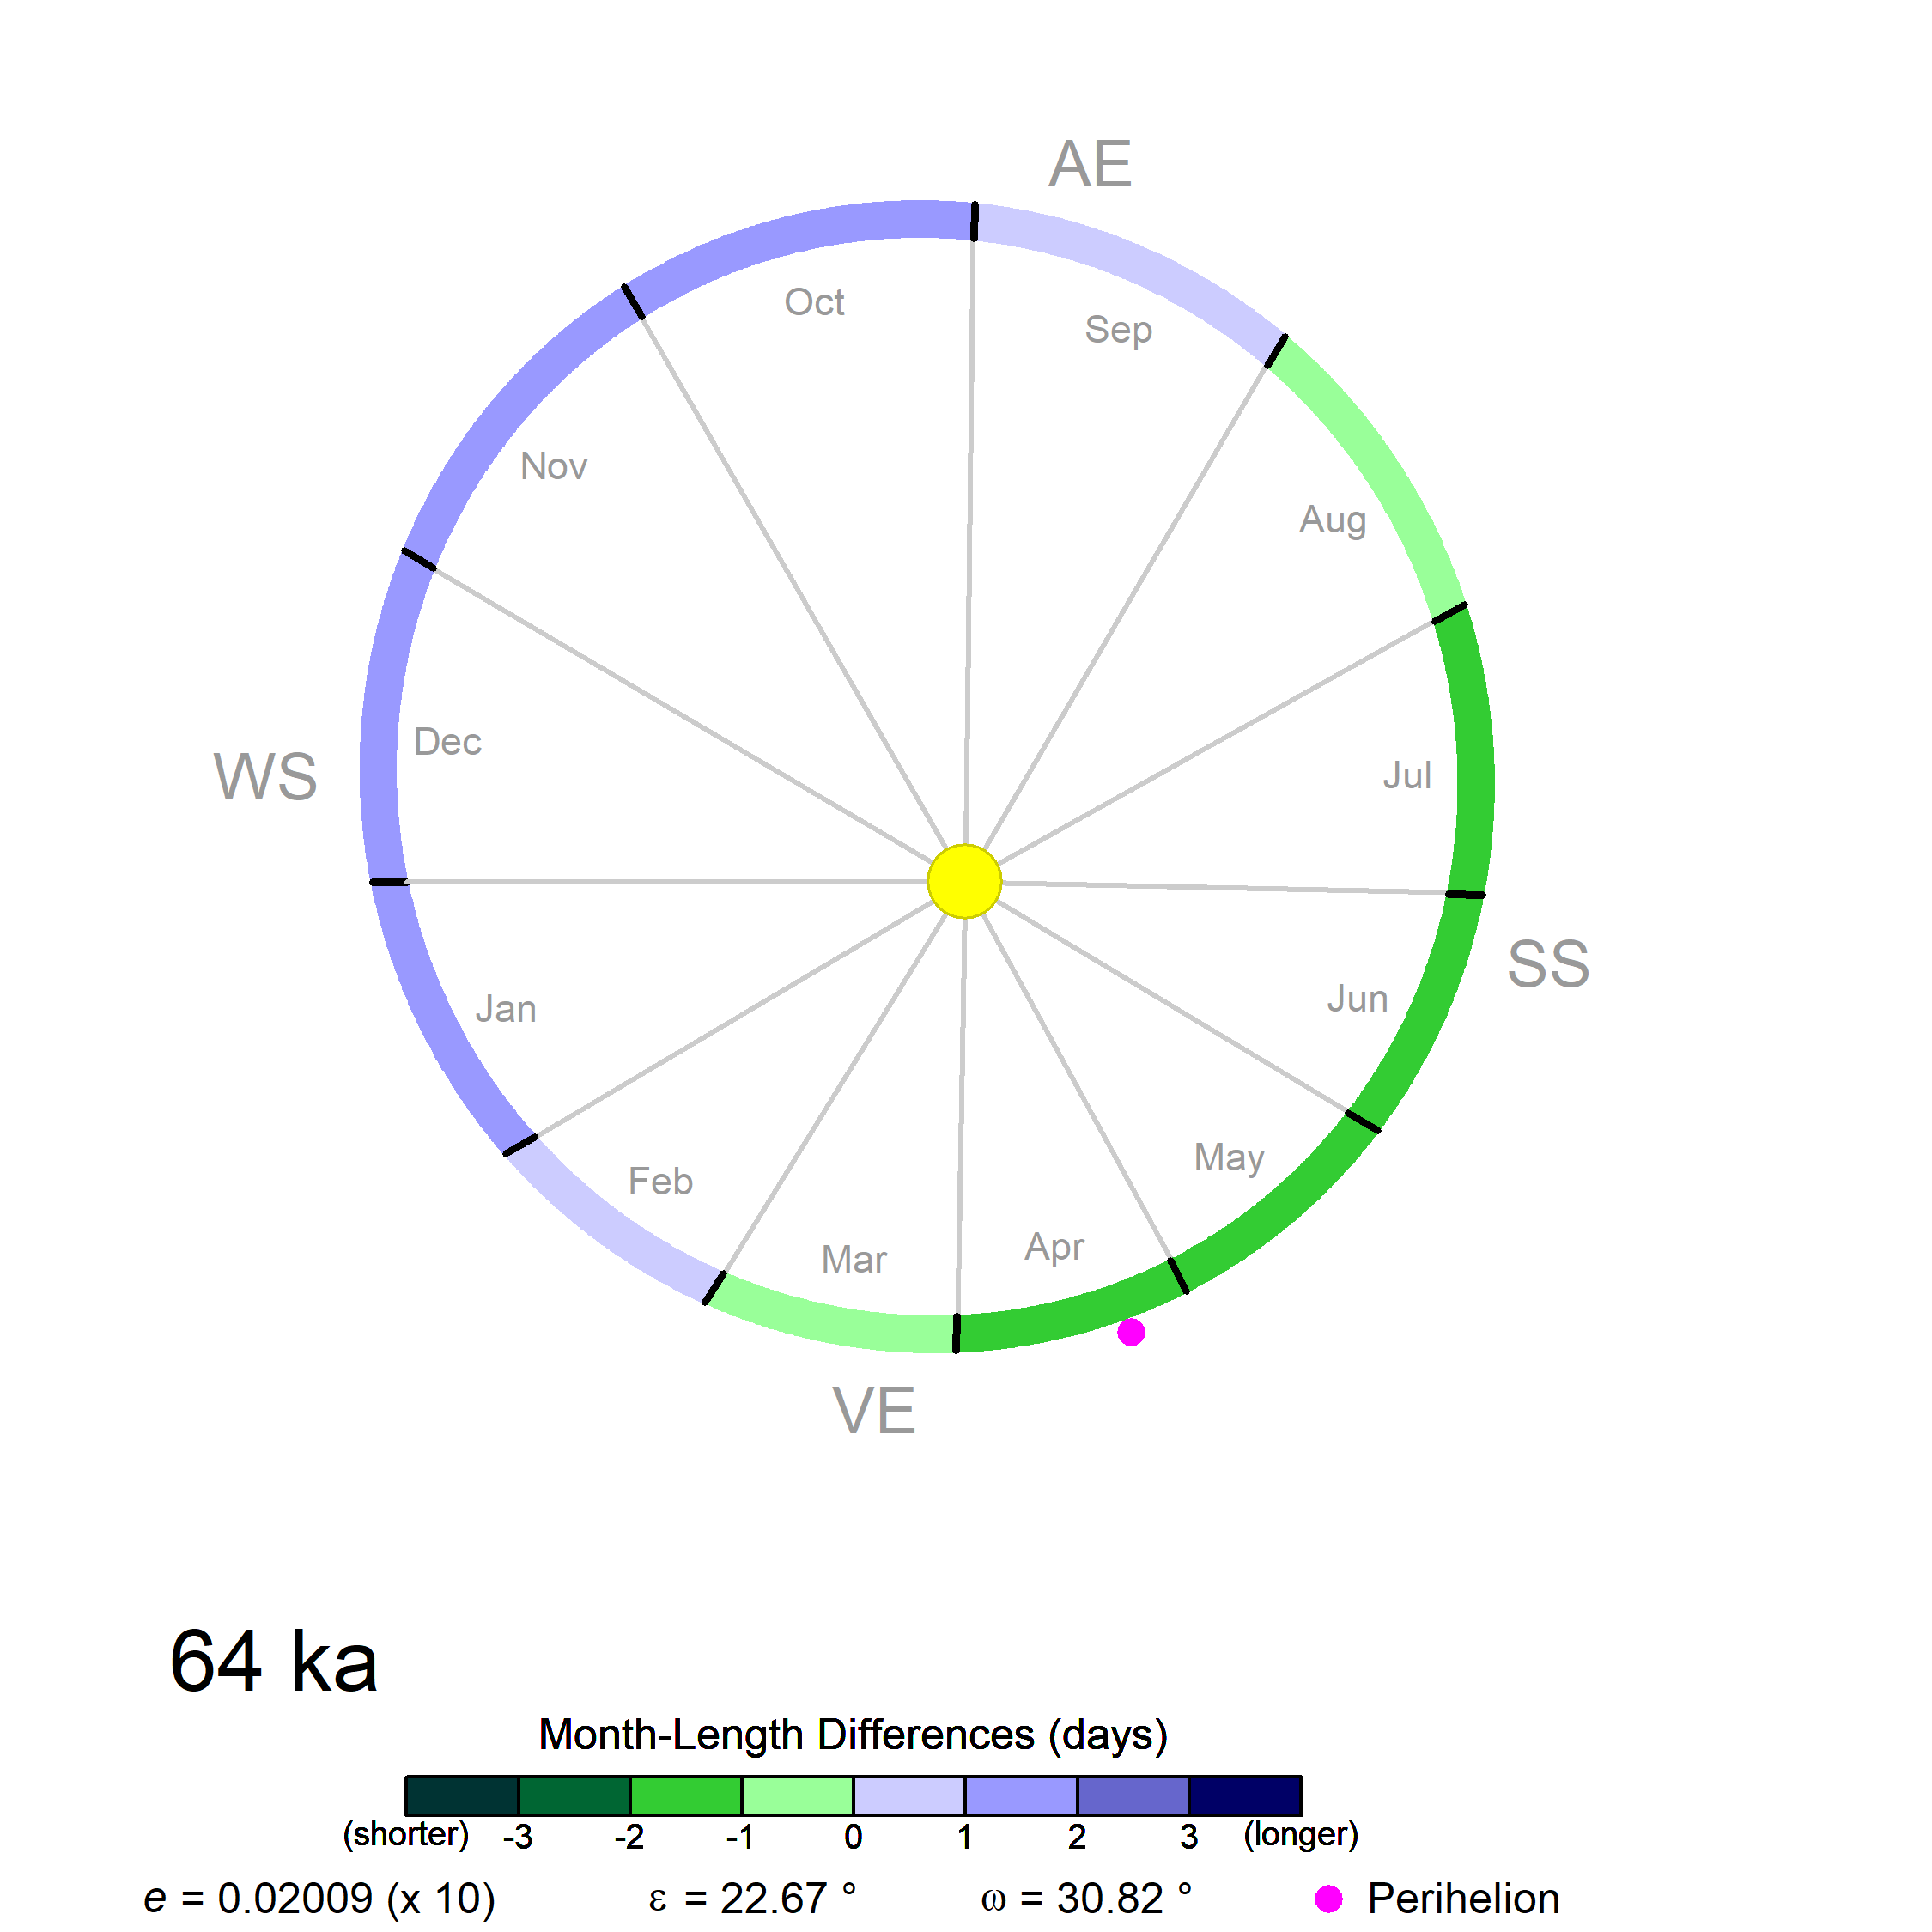 AE
Oct
Sep
Nov
Aug
Dec
WS
Jul
SS
Jun
Jan
May
Feb
Apr
Mar
VE
64 ka
Month-Length Differences (days)
(shorter) -3 -2 -1 0 1 2 3 (longer)
e = 0.02009 (x 10) ε = 22.67 ° ω = 30.82 ° Perihelion